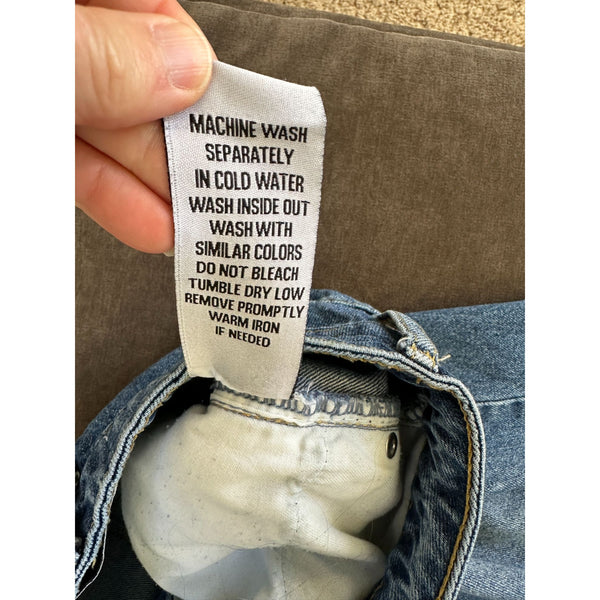 MACHINE WASH
SEPARATELY
IN COLD WATER
WASH INSIDE OUT
WASH WITH
SIMILAR COLORS
DO NOT BLEACH
TUMBLE DRY LOW
REMOVE PROMPTLY
WARM IRON
IF NEEDED